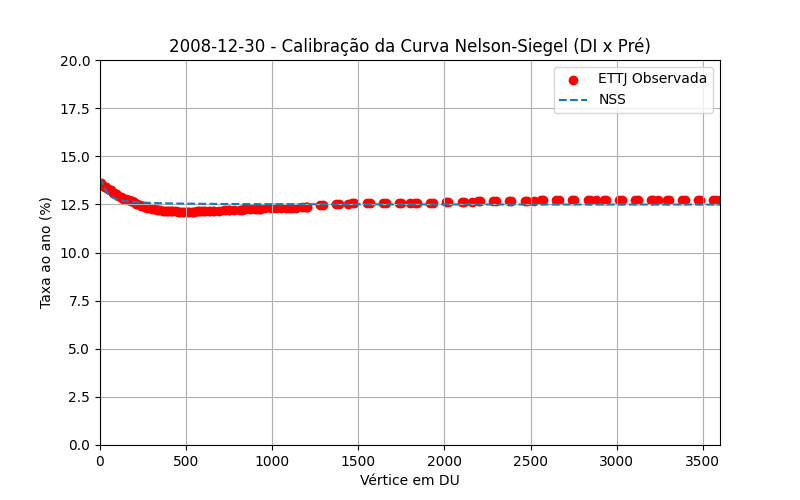 2008-12-30 - Calibração da Curva Nelson-Siegel (DI x Pré)
20.0
17.5
15.0
12.5
10.0
7.5
5.0
2.5
0.0
Taxa ao ano (%)
ETTJ Observada
NSS
0 500 1000 1500 2000 2500 3000 3500
Vértice em DU